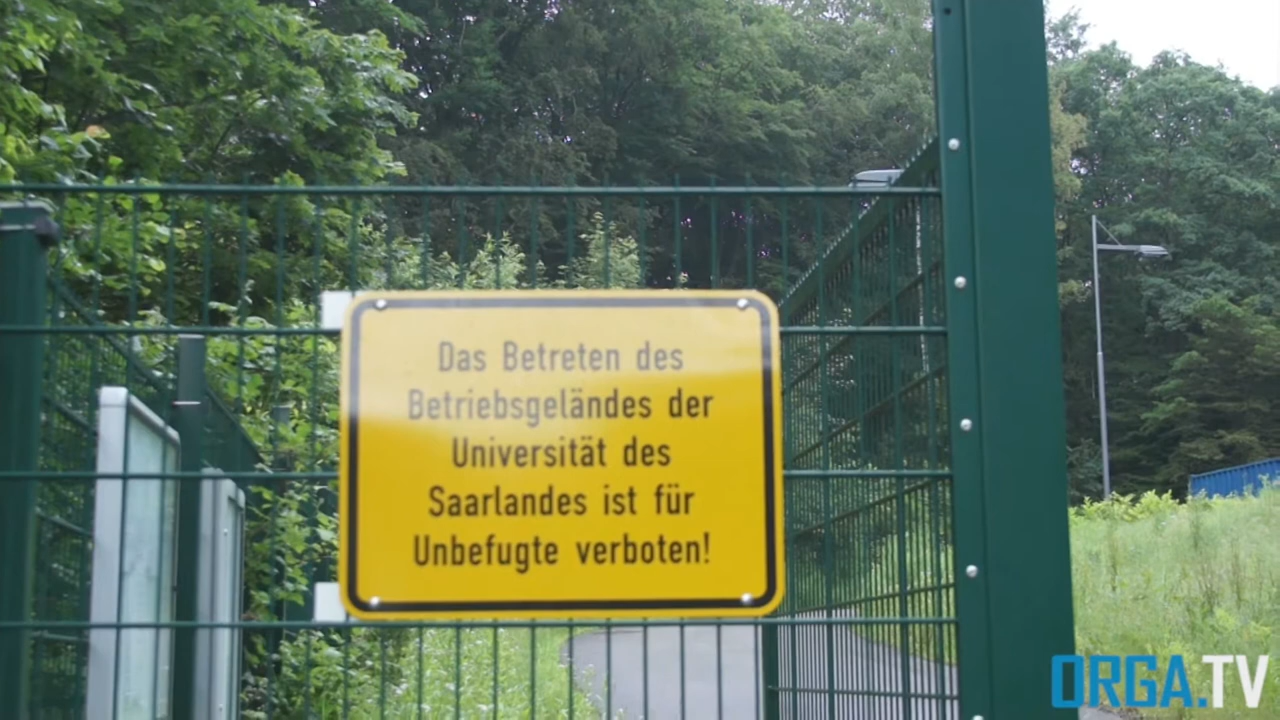 Das Betreten des
Betriebsgeländes der
Universität des
Saarlandes ist für
Unbefugte verboten!
ORGA.TV